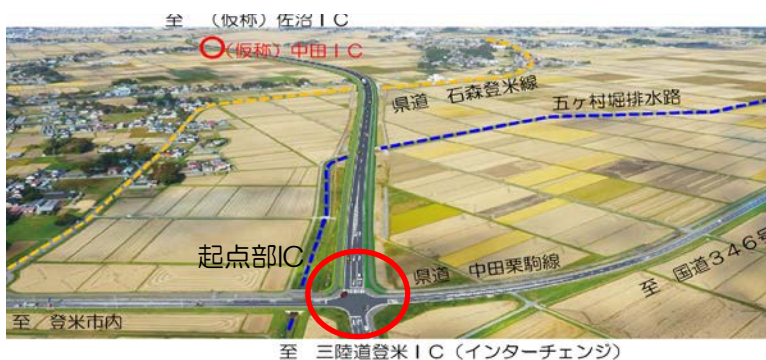 至 (仮称)佐沼IC
(仮称)中田IC
県道 石森登米線
五ヶ村堀排水路
起点部IC
県道 中田栗駒線
至 国道346号
至 登米市内
至 三陸道登米IC(インターチェンジ)